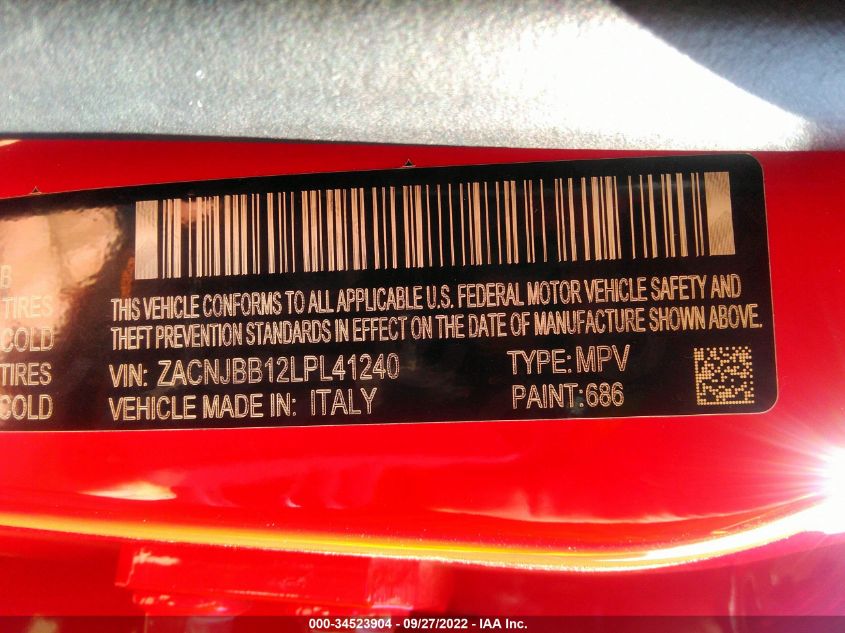 B
TIRES
COLD
TIRES
COLD
THIS VEHICLE CONFORMS TO ALL APPLICABLE U.S. FEDERAL MOTOR VEHICLE SAFETY AND
THEFT PREVENTION STANDARDS IN EFFECT ON THE DATE OF MANUFACTURE SHOWN ABOVE.
VIN: ZACNJBB12LPL41240 TYPE: MPV
VEHICLE MADE IN: ITALY PAINT:686
000-34523904 - 09/27/2022 - IAA Inc.